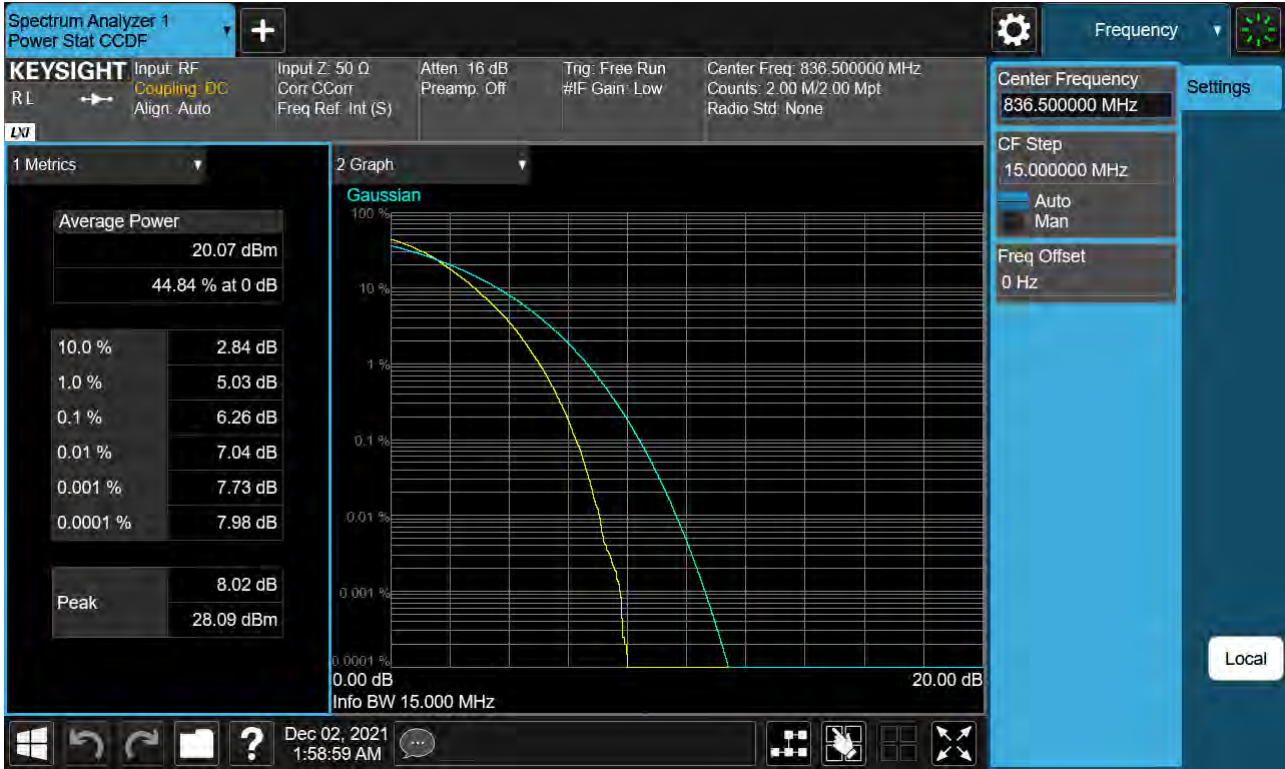 Spectrum Analyzer 1
Power Stat CCDF
+
Frequency
KEYSIGHT
R L
LXI
Input: RF
Coupling: DC
Align: Auto
Input Z: 50 Ω
Corr CCorr
Freq Ref: Int (S)
Atten: 16 dB
Preamp: Off
Trig: Free Run
#IF Gain: Low
Center Freq: 836.500000 MHz
Counts: 2.00 M/2.00 Mpt
Radio Std: None
Center Frequency
836.500000 MHz
Settings
CF Step
15.000000 MHz
Auto
Man
Freq Offset
0 Hz
Local
1 Metrics
Average Power
20.07 dBm
44.84 % at 0 dB
10.0 % 2.84 dB
1.0 % 5.03 dB
0.1 % 6.26 dB
0.01 % 7.04 dB
0.001 % 7.73 dB
0.0001 % 7.98 dB
Peak
8.02 dB
28.09 dBm
2 Graph
Gaussian
100 %
10 %
1 %
0.1 %
0.01 %
0.001 %
0.0001 %
0.00 dB 20.00 dB
Info BW 15.000 MHz
?
Dec 02, 2021
1:58:59 AM